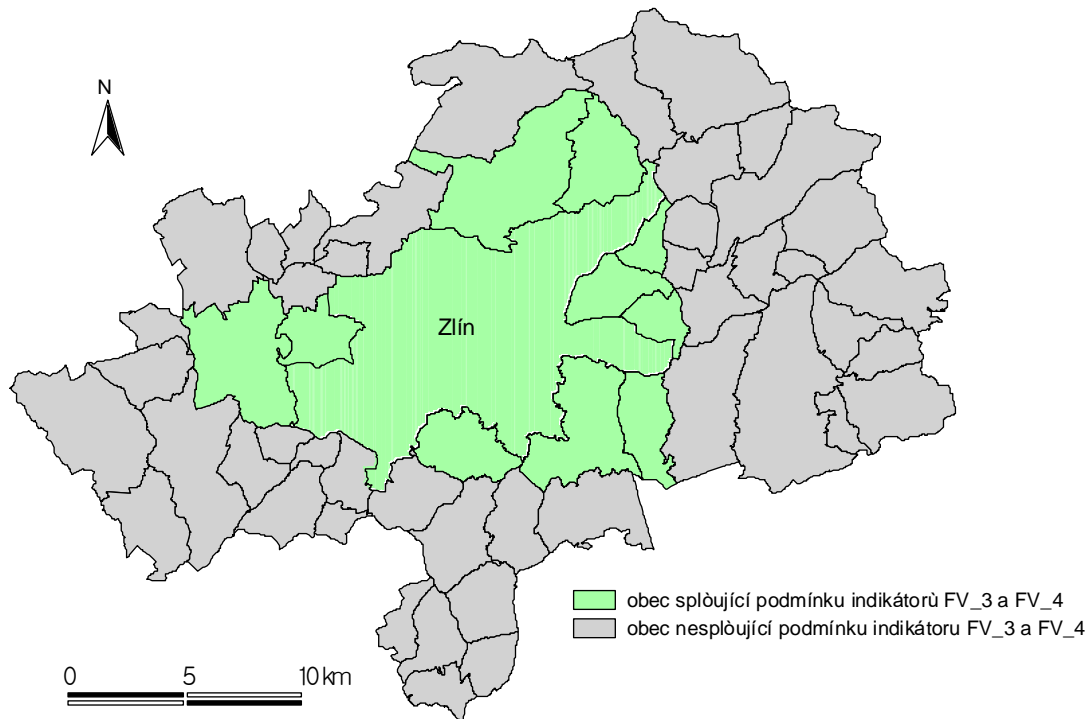 N
Zlín
obec splòující podmínku indikátorù FV_3 a FV_4
obec nesplòující podmínku indikátoru FV_3 a FV_4
0 5 10 km